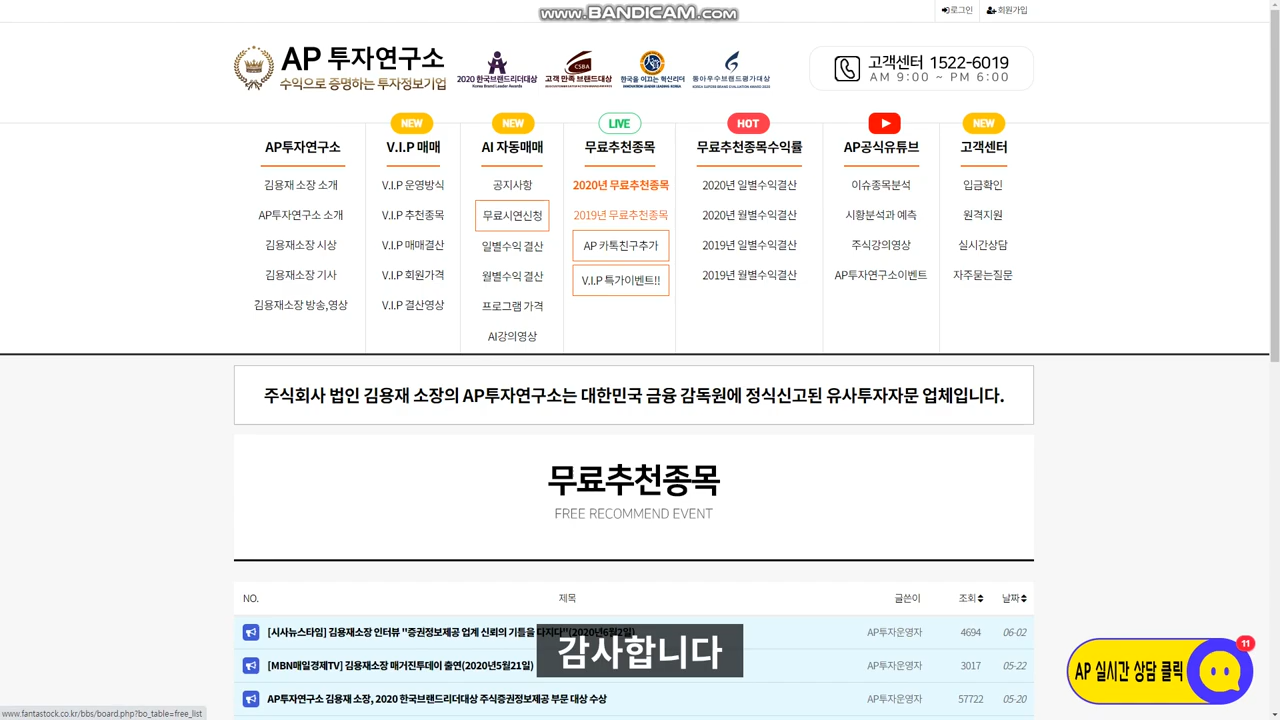 www.BANDICAM.com
로그인
회원가입
AP 투자연구소
수익으로 증명하는 투자정보기업
2020 한국브랜드리더대상
Korea Brand Leader Awards
CSBA
고객 만족 브랜드대상
한국을 이끄는 혁신리더
INNOVATION LEADER LEADING KOREA
동아우수브랜드평가대상
고객센터 1522-6019
AM 9:00 ~ PM 6:00
NEW
NEW
LIVE
HOT
NEW
AP투자연구소
V.I.P 매매
AI 자동매매
무료추천종목
무료추천종목수익률
AP공식유튜브
고객센터
김용재 소장 소개
V.I.P 운영방식
공지사항
2020년 무료추천종목
2020년 일별수익결산
이슈종목분석
입금확인
AP투자연구소 소개
V.I.P 추천종목
무료시연신청
2019년 무료추천종목
2020년 월별수익결산
시황분석과 예측
원격지원
김용재소장 시상
V.I.P 매매결산
일별수익 결산
AP 카톡친구추가
2019년 일별수익결산
주식강의영상
실시간상담
김용재소장 기사
V.I.P 회원가격
월별수익 결산
V.I.P 특가이벤트!!
2019년 월별수익결산
AP투자연구소이벤트
자주묻는질문
김용재소장 방송,영상
V.I.P 결산영상
프로그램 가격
AI강의영상
주식회사 법인 김용재 소장의 AP투자연구소는 대한민국 금융 감독원에 정식신고된 유사투자자문 업체입니다.
무료추천종목
FREE RECOMMEND EVENT
NO.
제목
글쓴이
조회
날짜
[시사뉴스타임] 김용재소장 인터뷰 "증권정보제공 업계 신뢰의 기틀을 다지다"(2020년6월2일)
AP투자운영자
4694
06-02
[MBN매일경제TV] 김용재소장 매거진투데이 출연(2020년5월21일)
AP투자운영자
3017
05-22
AP투자연구소 김용재 소장, 2020 한국브랜드리더대상 주식증권정보제공 부문 대상 수상
AP투자운영자
57722
05-20
감사합니다
AP 실시간 상담 클릭
11
www.fantastock.co.kr/bbs/board.php?bo_table=free_list